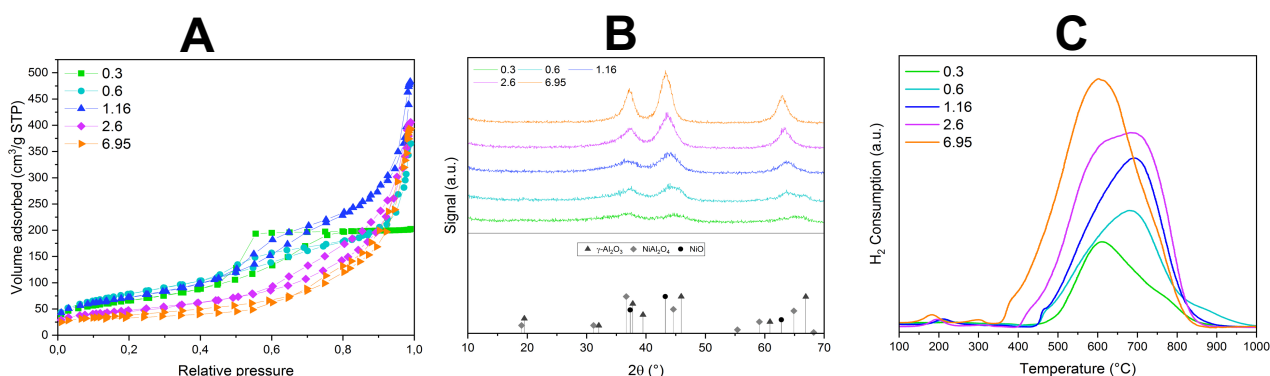 A
B
C
Volume adsorbed (cm³/g STP)
500
450
400
350
300
250
200
150
100
50
0
0.3
0.6
1.16
2.6
6.95
0,0 0,2 0,4 0,6 0,8 1,0
Relative pressure
Signal (a.u.)
0.3 0.6 1.16
2.6 6.95
γ-Al₂O₃ NiAl₂O₄ NiO
10 20 30 40 50 60 70
2θ (°)
H₂ Consumption (a.u.)
0.3
0.6
1.16
2.6
6.95
100 200 300 400 500 600 700 800 900 1000
Temperature (°C)